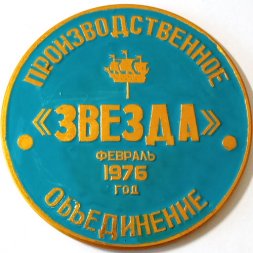 ПРОИЗВОДСТВЕННОЕ
«ЗВЕЗДА»
ФЕВРАЛЬ
1976
ГОД
ОБЪЕДИНЕНИЕ